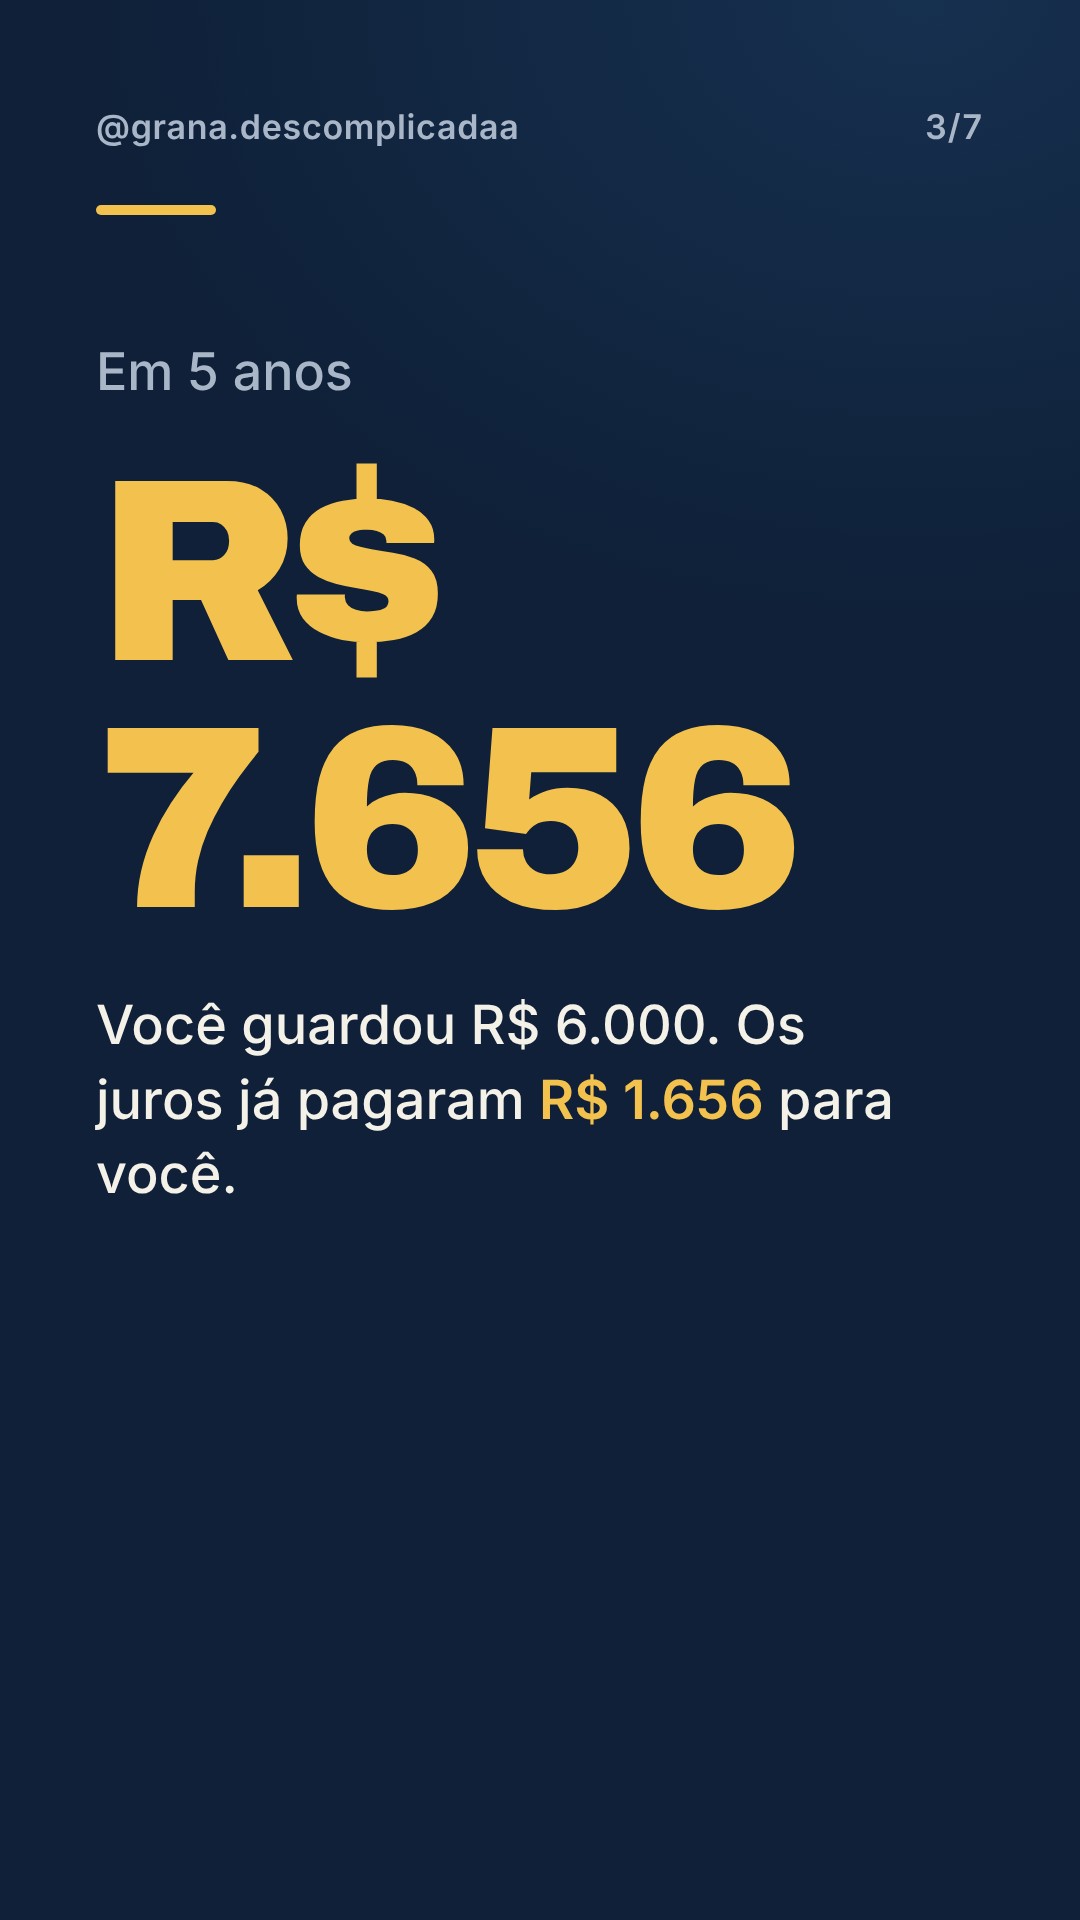 @grana.descomplicadaa
3/7
Em 5 anos
R$
7.656
Você guardou R$ 6.000. Os
juros já pagaram R$ 1.656 para
você.